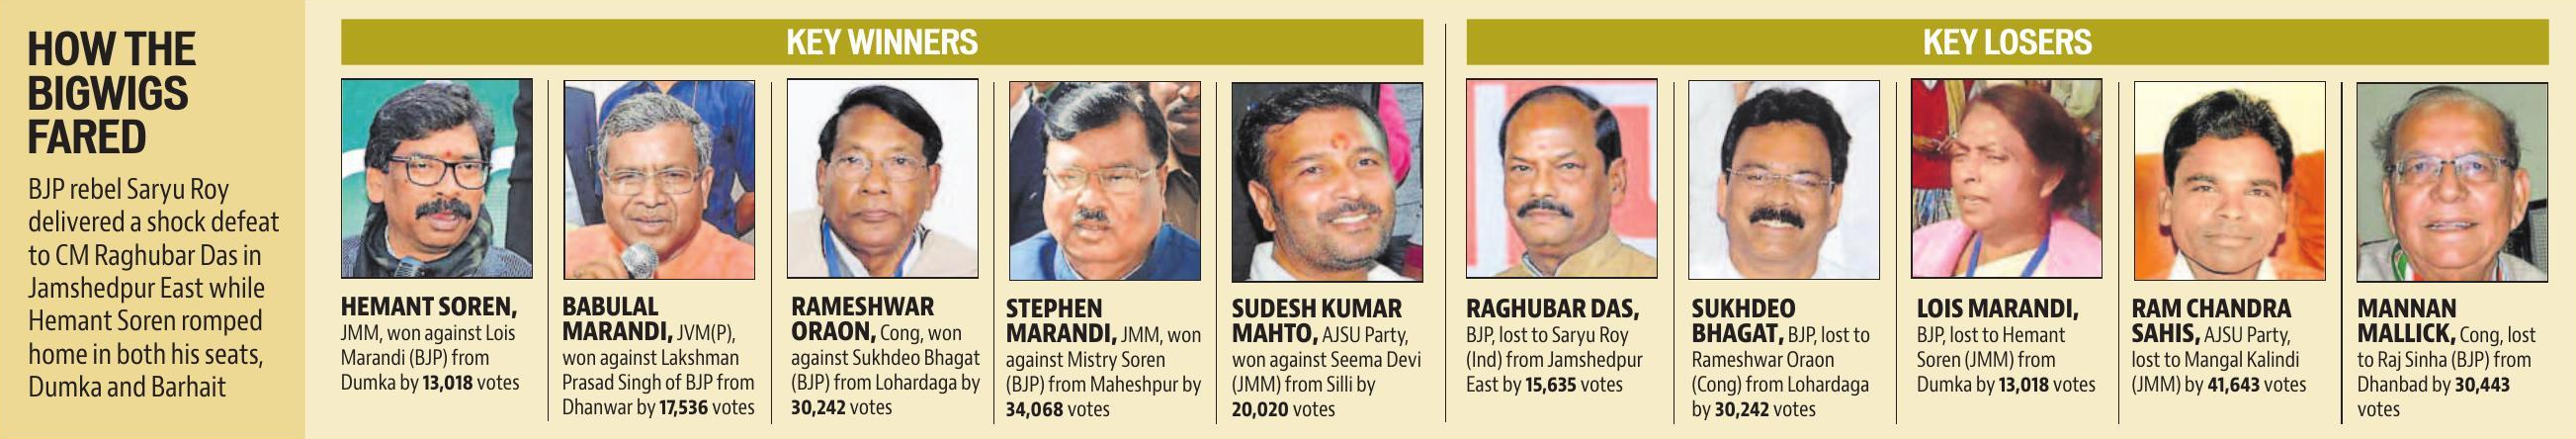 HOW THE
BIGWIGS
FARED
BJP rebel Saryu Roy
delivered a shock defeat
to CM Raghubar Das in
Jamshedpur East while
Hemant Soren romped
home in both his seats,
Dumka and Barhait
KEY WINNERS
HEMANT SOREN,
JMM, won against Lois
Marandi (BJP) from
Dumka by 13,018 votes
BABULAL
MARANDI, JVM(P),
won against Lakshman
Prasad Singh of BJP from
Dhanwar by 17,536 votes
RAMESHWAR
ORAON, Cong, won
against Sukhdeo Bhagat
(BJP) from Lohardaga by
30,242 votes
STEPHEN
MARANDI, JMM, won
against Mistry Soren
(BJP) from Maheshpur by
34,068 votes
SUDESH KUMAR
MAHTO, AJSU Party,
won against Seema Devi
(JMM) from Silli by
20,020 votes
KEY LOSERS
RAGHUBAR DAS,
BJP, lost to Saryu Roy
(Ind) from Jamshedpur
East by 15,635 votes
SUKHDEO
BHAGAT, BJP, lost to
Rameshwar Oraon
(Cong) from Lohardaga
by 30,242 votes
LOIS MARANDI,
BJP, lost to Hemant
Soren (JMM) from
Dumka by 13,018 votes
RAM CHANDRA
SAHIS, AJSU Party,
lost to Mangal Kalindi
(JMM) by 41,643 votes
MANNAN
MALLICK, Cong, lost
to Raj Sinha (BJP) from
Dhanbad by 30,443
votes